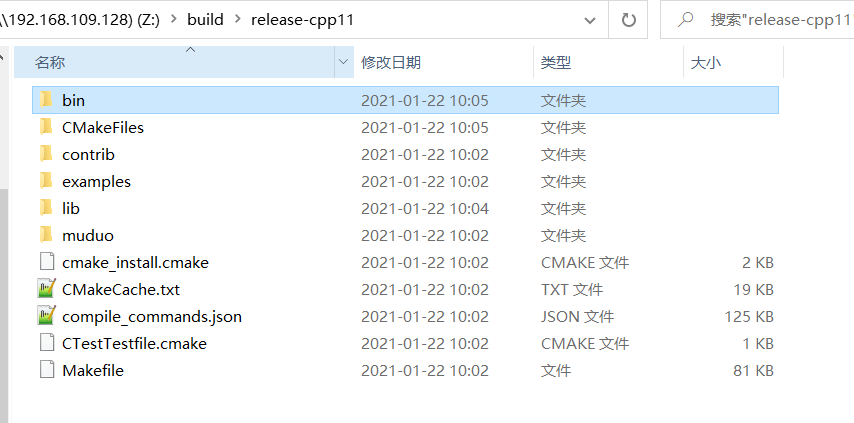 \\192.168.109.128) (Z:) > build > release-cpp11 搜索"release-cpp11
名称 修改日期 类型 大小
bin 2021-01-22 10:05 文件夹
CMakeFiles 2021-01-22 10:05 文件夹
contrib 2021-01-22 10:02 文件夹
examples 2021-01-22 10:02 文件夹
lib 2021-01-22 10:04 文件夹
muduo 2021-01-22 10:02 文件夹
cmake_install.cmake 2021-01-22 10:02 CMAKE 文件 2 KB
CMakeCache.txt 2021-01-22 10:02 TXT 文件 19 KB
compile_commands.json 2021-01-22 10:02 JSON 文件 125 KB
CTestTestfile.cmake 2021-01-22 10:02 CMAKE 文件 1 KB
Makefile 2021-01-22 10:02 文件 81 KB